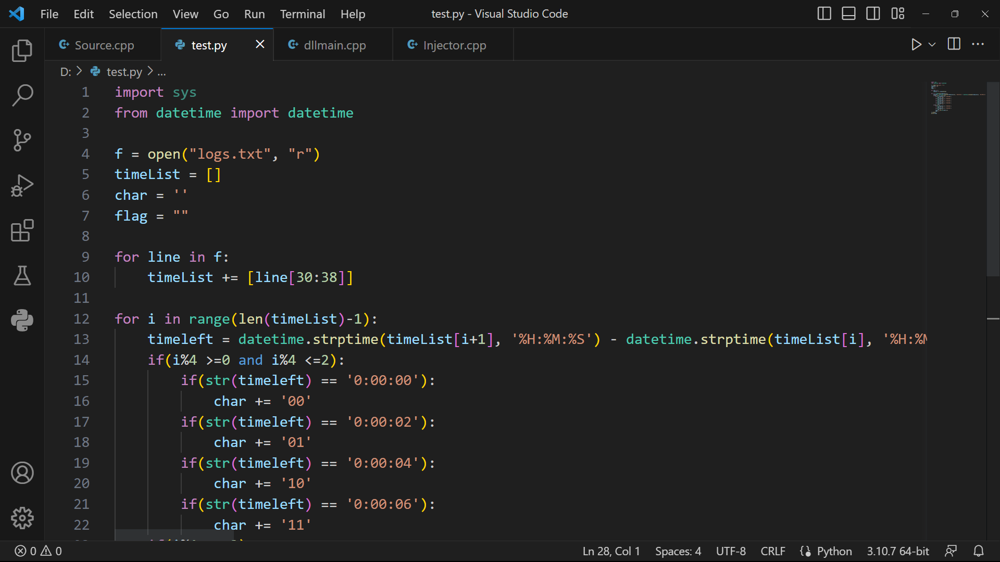 File Edit Selection View Go Run Terminal Help test.py - Visual Studio Code
Source.cpp test.py dllmain.cpp Injector.cpp
D: > test.py > ...
1 import sys
2 from datetime import datetime
3
4 f = open("logs.txt", "r")
5 timeList = []
6 char = ''
7 flag = ""
8
9 for line in f:
10 timeList += [line[30:38]]
11
12 for i in range(len(timeList)-1):
13 timeleft = datetime.strptime(timeList[i+1], '%H:%M:%S') - datetime.strptime(timeList[i], '%H:%M
14 if(i%4 >=0 and i%4 <=2):
15 if(str(timeleft) == '0:00:00'):
16 char += '00'
17 if(str(timeleft) == '0:00:02'):
18 char += '01'
19 if(str(timeleft) == '0:00:04'):
20 char += '10'
21 if(str(timeleft) == '0:00:06'):
22 char += '11'
0 0 Ln 28, Col 1 Spaces: 4 UTF-8 CRLF Python 3.10.7 64-bit